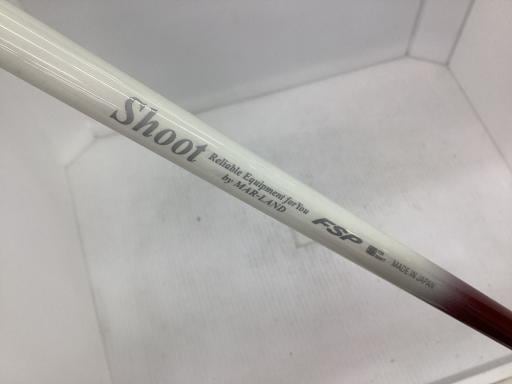 Shoot
Reliable Equipment for You
by MAR-LAND
FSP
MADE IN JAPAN